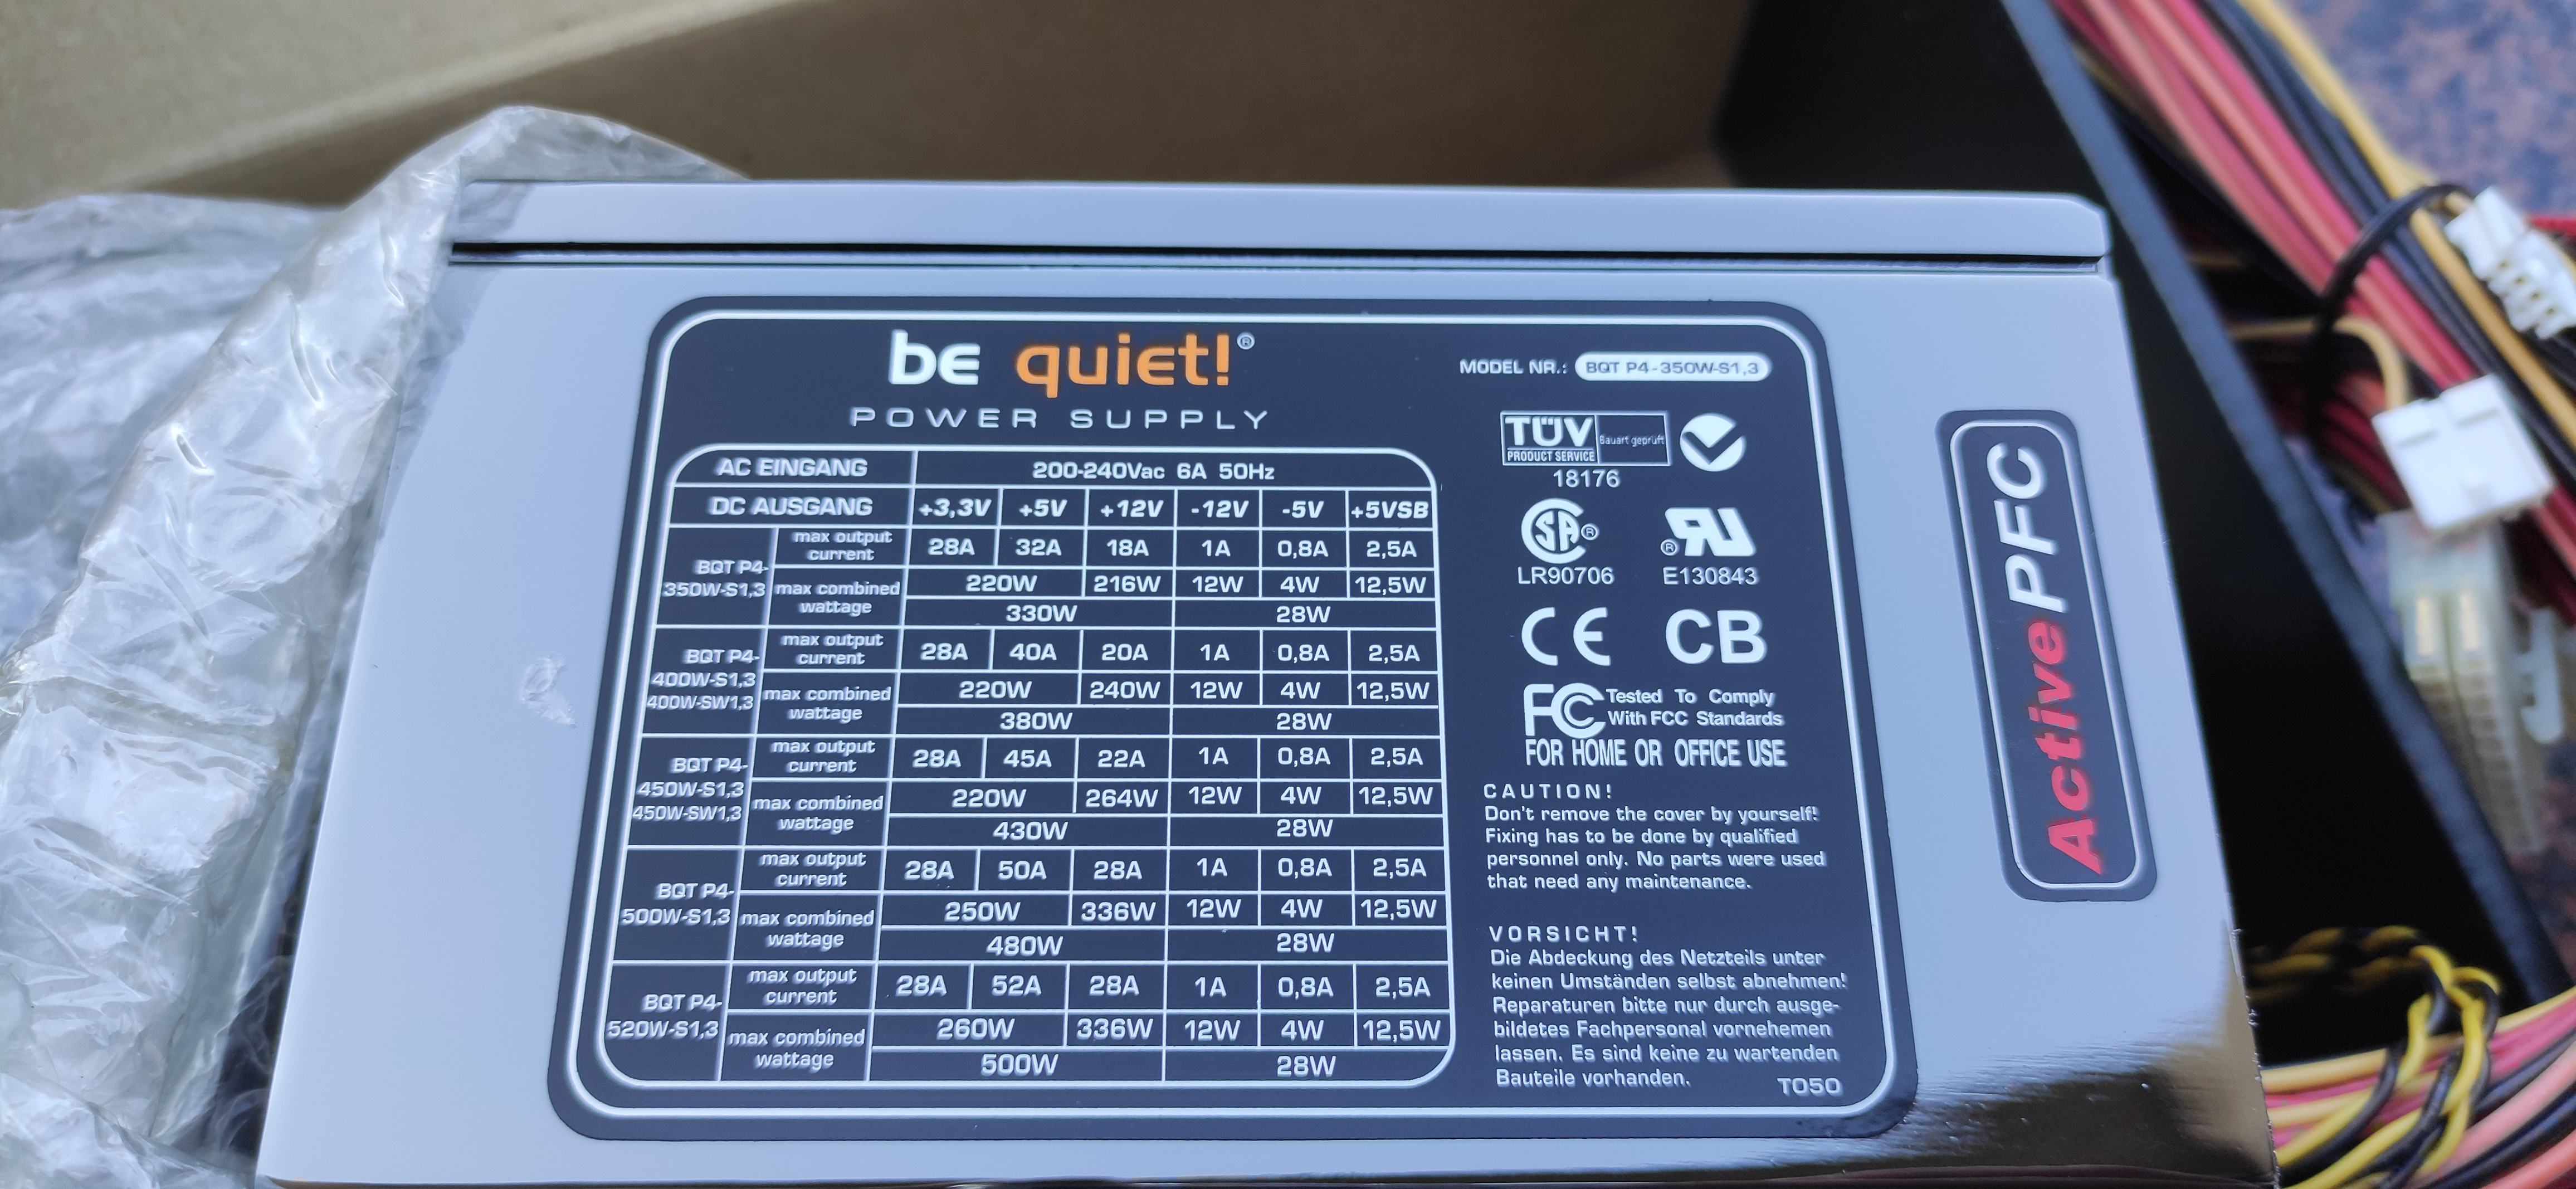 be quiet!®
POWER SUPPLY
MODEL NR.: BQT P4-350W-S1,3
AC EINGANG 200-240Vac 6A 50Hz
DC AUSGANG +3,3V +5V +12V -12V -5V +5VSB
BQT P4-350W-S1,3
max output current 28A 32A 18A 1A 0,8A 2,5A
max combined wattage 220W 216W 12W 4W 12,5W
330W 28W
BQT P4-400W-S1,3 400W-SW1,3
max output current 28A 40A 20A 1A 0,8A 2,5A
max combined wattage 220W 240W 12W 4W 12,5W
380W 28W
BQT P4-450W-S1,3 450W-SW1,3
max output current 28A 45A 22A 1A 0,8A 2,5A
max combined wattage 220W 264W 12W 4W 12,5W
430W 28W
BQT P4-500W-S1,3
max output current 28A 50A 28A 1A 0,8A 2,5A
max combined wattage 250W 336W 12W 4W 12,5W
480W 28W
BQT P4-520W-S1,3
max output current 28A 52A 28A 1A 0,8A 2,5A
max combined wattage 260W 336W 12W 4W 12,5W
500W 28W
TÜV Bauart geprüft
PRODUCT SERVICE
18176
SA® ®RU
LR90706 E130843
CE CB
FC Tested To Comply
With FCC Standards
FOR HOME OR OFFICE USE
CAUTION!
Don't remove the cover by yourself!
Fixing has to be done by qualified
personnel only. No parts were used
that need any maintenance.
VORSICHT!
Die Abdeckung des Netzteils unter
keinen Umständen selbst abnehmen!
Reparaturen bitte nur durch ausge-
bildetes Fachpersonal vornehemen
lassen. Es sind keine zu wartenden
Bauteile vorhanden.
T050
Active PFC